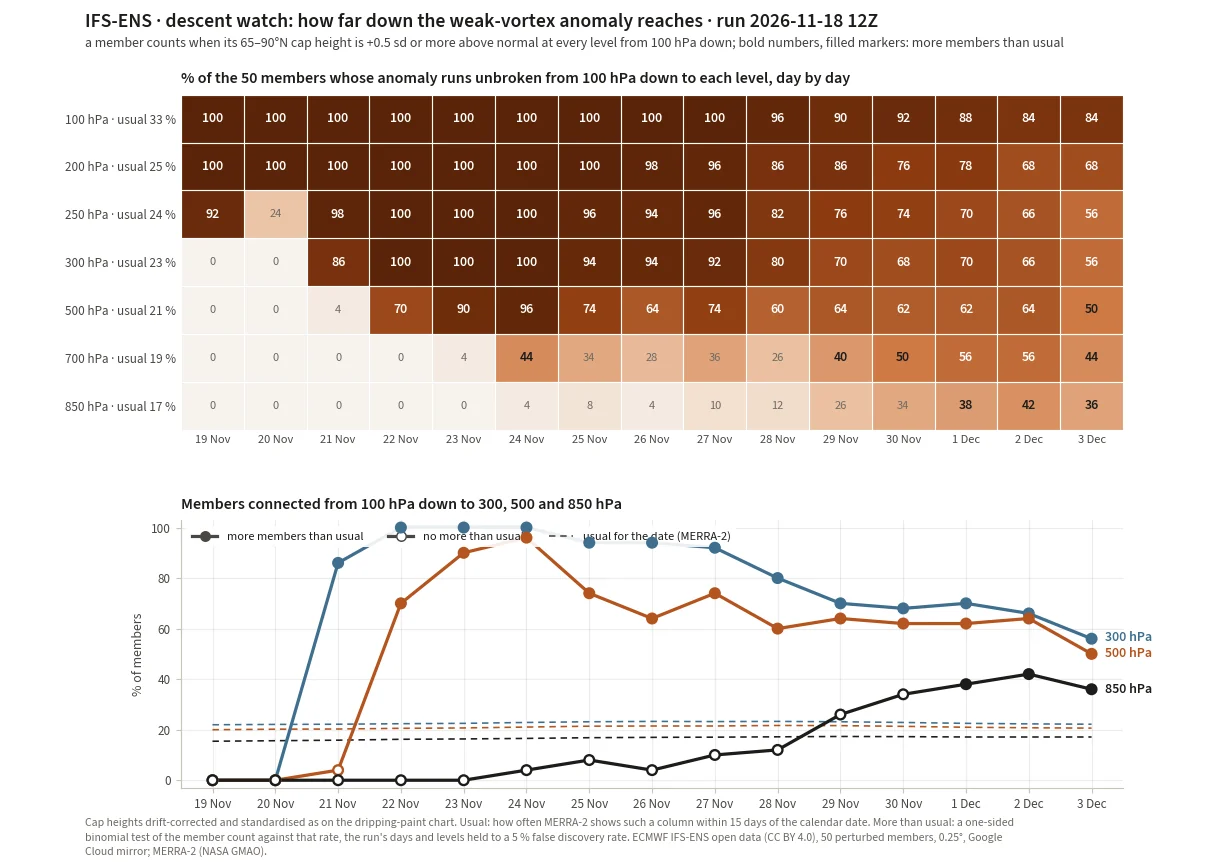 IFS-ENS · descent watch: how far down the weak-vortex anomaly reaches · run 2026-11-18 12Z
a member counts when its 65–90°N cap height is +0.5 sd or more above normal at every level from 100 hPa down; bold numbers, filled markers: more members than usual
% of the 50 members whose anomaly runs unbroken from 100 hPa down to each level, day by day
100 hPa · usual 33 % 100 100 100 100 100 100 100 100 100 96 90 92 88 84 84
200 hPa · usual 25 % 100 100 100 100 100 100 100 98 96 86 86 76 78 68 68
250 hPa · usual 24 % 92 24 98 100 100 100 96 94 96 82 76 74 70 66 56
300 hPa · usual 23 % 0 0 86 100 100 100 94 94 92 80 70 68 70 66 56
500 hPa · usual 21 % 0 0 4 70 90 96 74 64 74 60 64 62 62 64 50
700 hPa · usual 19 % 0 0 0 0 4 44 34 28 36 26 40 50 56 56 44
850 hPa · usual 17 % 0 0 0 0 0 4 8 4 10 12 26 34 38 42 36
19 Nov 20 Nov 21 Nov 22 Nov 23 Nov 24 Nov 25 Nov 26 Nov 27 Nov 28 Nov 29 Nov 30 Nov 1 Dec 2 Dec 3 Dec
Members connected from 100 hPa down to 300, 500 and 850 hPa
more members than usual no more than usual usual for the date (MERRA-2)
% of members
100
80
60
40
20
0
300 hPa
500 hPa
850 hPa
19 Nov 20 Nov 21 Nov 22 Nov 23 Nov 24 Nov 25 Nov 26 Nov 27 Nov 28 Nov 29 Nov 30 Nov 1 Dec 2 Dec 3 Dec
Cap heights drift-corrected and standardised as on the dripping-paint chart. Usual: how often MERRA-2 shows such a column within 15 days of the calendar date. More than usual: a one-sided
binomial test of the member count against that rate, the run's days and levels held to a 5 % false discovery rate. ECMWF IFS-ENS open data (CC BY 4.0), 50 perturbed members, 0.25°, Google
Cloud mirror; MERRA-2 (NASA GMAO).